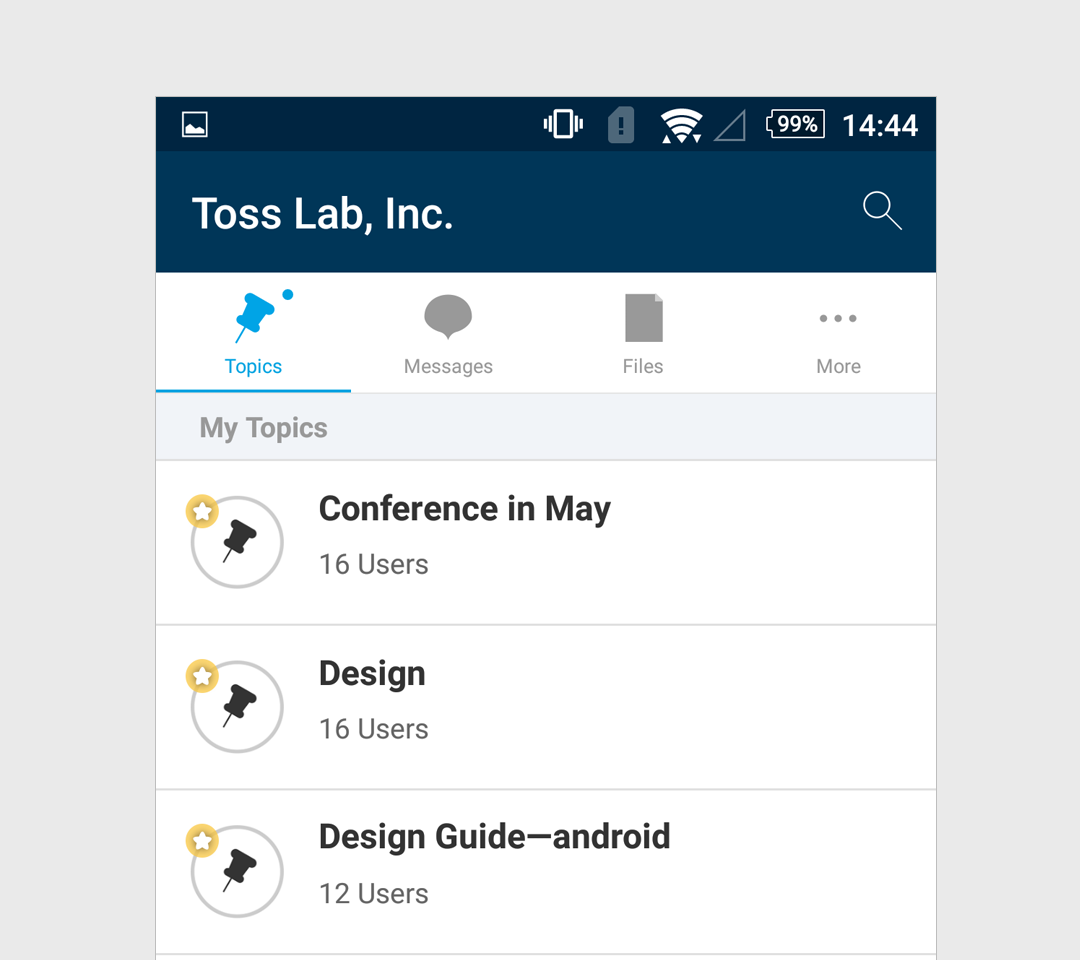 99% 14:44
Toss Lab, Inc.
Topics Messages Files More
My Topics
Conference in May
16 Users
Design
16 Users
Design Guide—android
12 Users